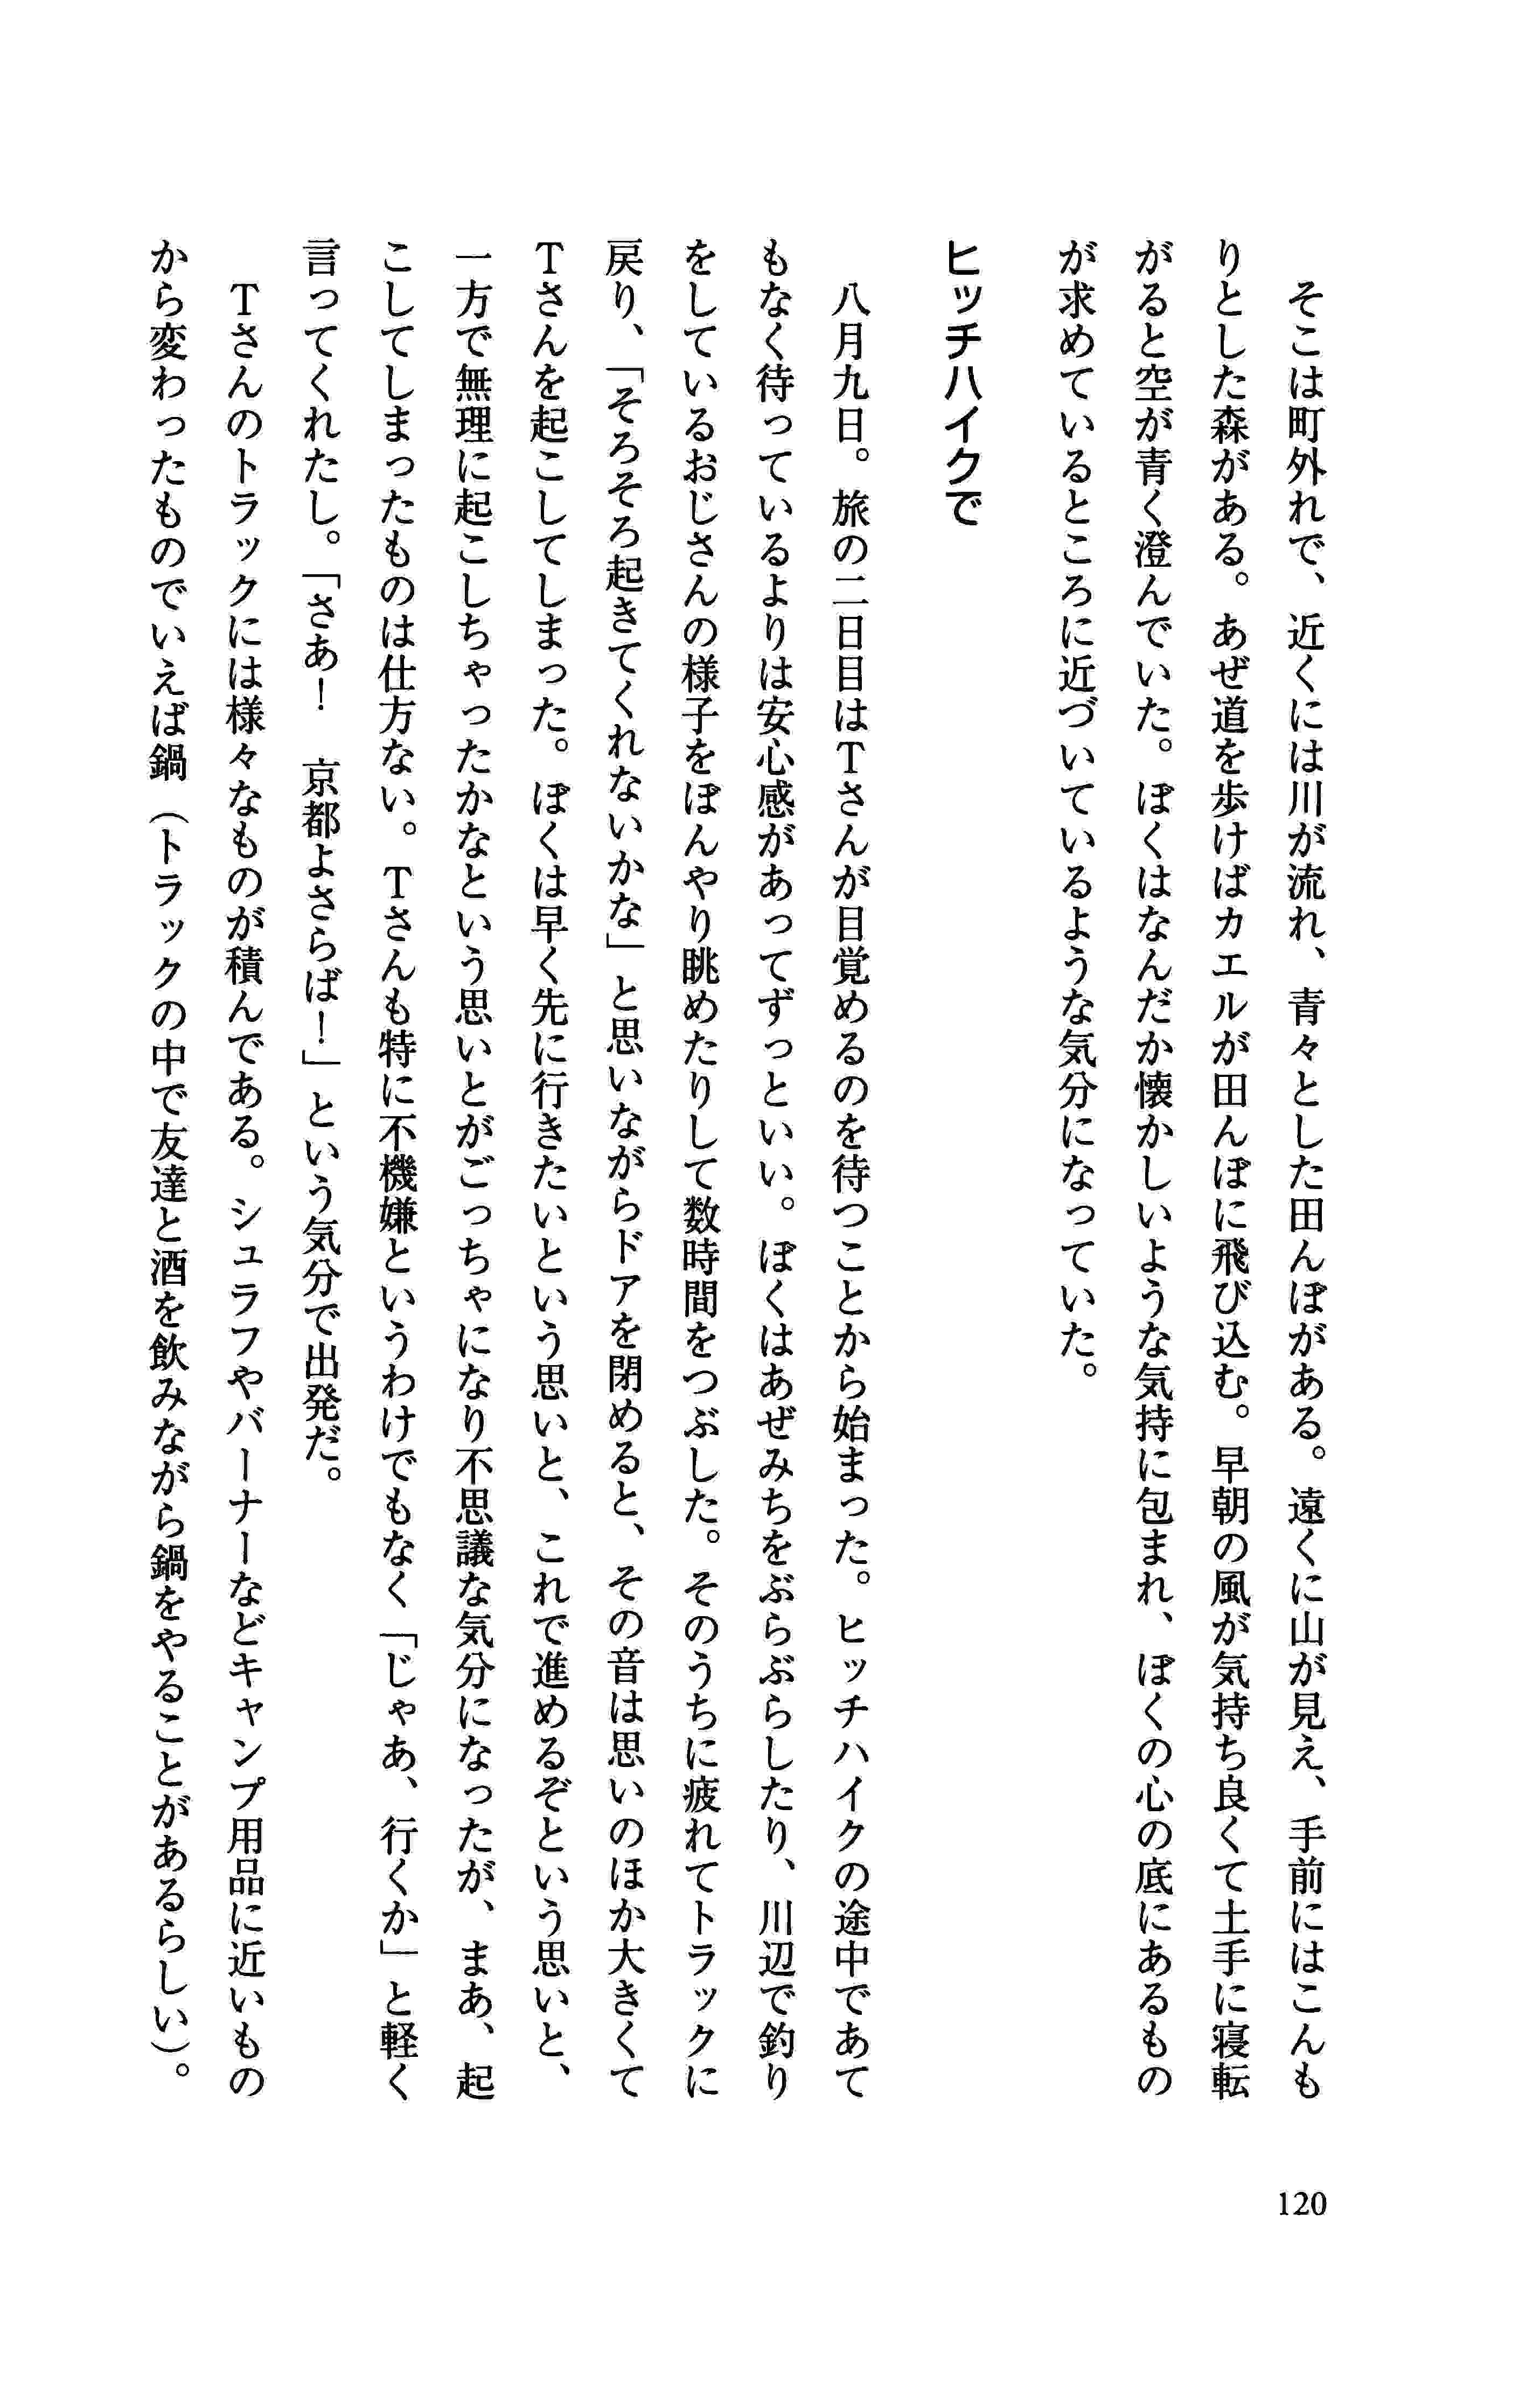 そこは町外れで、近くには川が流れ、青々とした田んぼがある。遠くに山が見え、手前にはこんも
りとした森がある。あぜ道を歩けばカエルが田んぼに飛び込む。早朝の風が気持ち良くて土手に寝転
がると空が青く澄んでいた。ぼくはなんだか懐かしいような気持に包まれ、ぼくの心の底にあるもの
が求めているところに近づいているような気分になっていた。
ヒッチハイクで
　八月九日。旅の二日目はTさんが目覚めるのを待つことから始まった。ヒッチハイクの途中であて
もなく待っているよりは安心感があってずっといい。ぼくはあぜみちをぶらぶらしたり、川辺で釣り
をしているおじさんの様子をぼんやり眺めたりして数時間をつぶした。そのうちに疲れてトラックに
戻り、「そろそろ起きてくれないかな」と思いながらドアを閉めると、その音は思いのほか大きくて
Tさんを起こしてしまった。ぼくは早く先に行きたいという思いと、これで進めるぞという思いと、
一方で無理に起こしちゃったかなという思いとがごっちゃになり不思議な気分になったが、まあ、起
こしてしまったものは仕方ない。Tさんも特に不機嫌というわけでもなく「じゃあ、行くか」と軽く
言ってくれたし。「さあ！　京都よさらば！」という気分で出発だ。
　Tさんのトラックには様々なものが積んである。シュラフやバーナーなどキャンプ用品に近いもの
から変わったものでいえば鍋（トラックの中で友達と酒を飲みながら鍋をやることがあるらしい）。
120